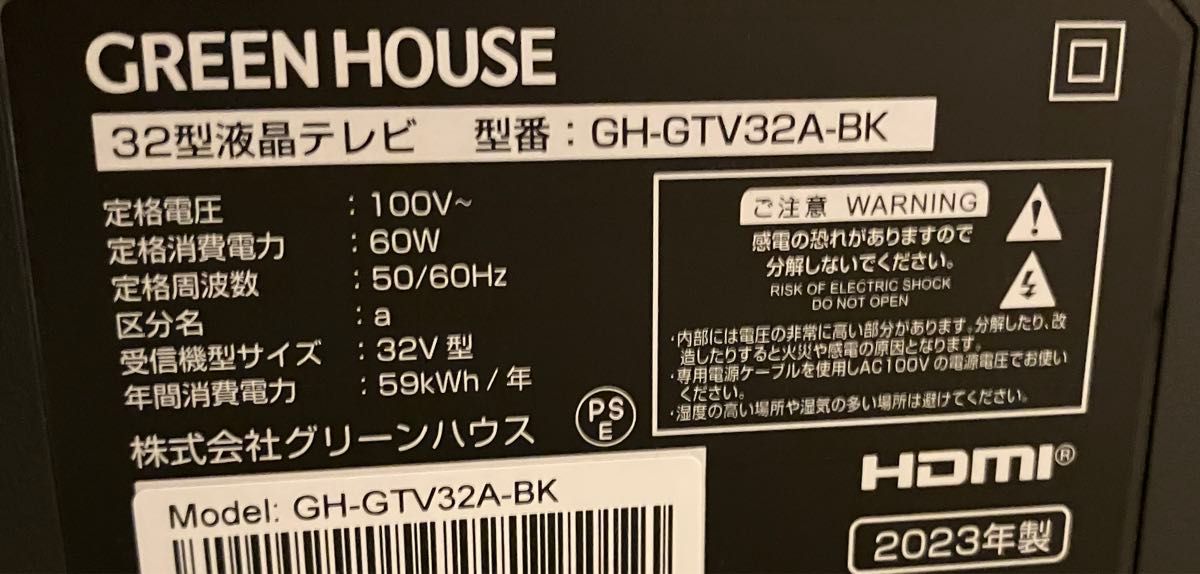 GREEN HOUSE
32型液晶テレビ 型番：GH-GTV32A-BK
定格電圧 ：100V~
定格消費電力 ：60W
定格周波数 ：50/60Hz
区分名 ：a
受信機型サイズ ：32V 型
年間消費電力 ：59kWh/年
株式会社グリーンハウス
PS
E
ご注意 WARNING
感電の恐れがありますので
分解しないでください。
RISK OF ELECTRIC SHOCK
DO NOT OPEN
・内部には電圧の非常に高い部分があります。分解したり、改
造したりすると火災や感電の原因となります。
・専用電源ケーブルを使用しAC100Vの電源電圧でお使い
ください。
・湿度の高い場所や湿気の多い場所は避けてください。
HDMI®
2023年製
Model: GH-GTV32A-BK